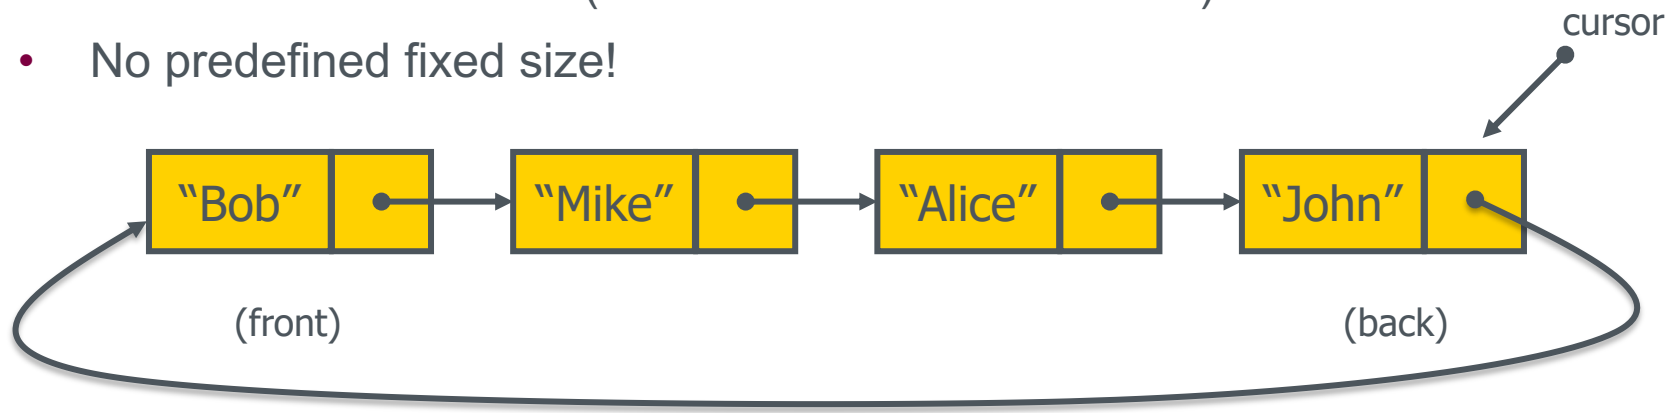 cursor
• No predefined fixed size!
“Bob” “Mike” “Alice” “John”
(front) (back)